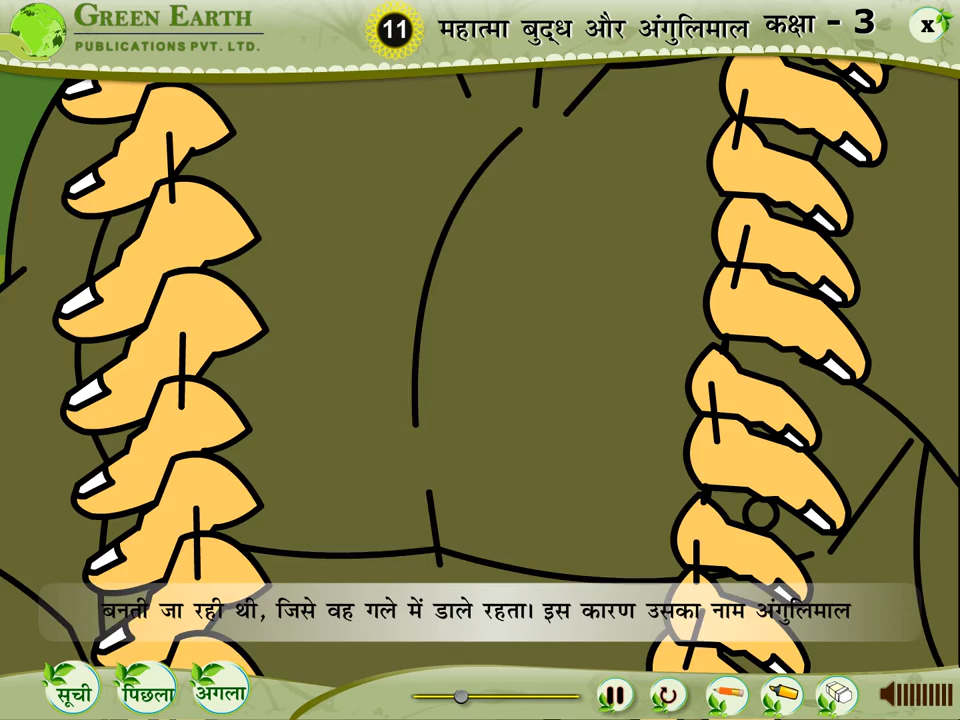 GREEN EARTH
PUBLICATIONS PVT. LTD.
11 महात्मा बुद्ध और अंगुलिमाल कक्षा - 3 x
बनती जा रही थी, जिसे वह गले में डाले रहता। इस कारण उसका नाम अंगुलिमाल
सूची पिछला अगला